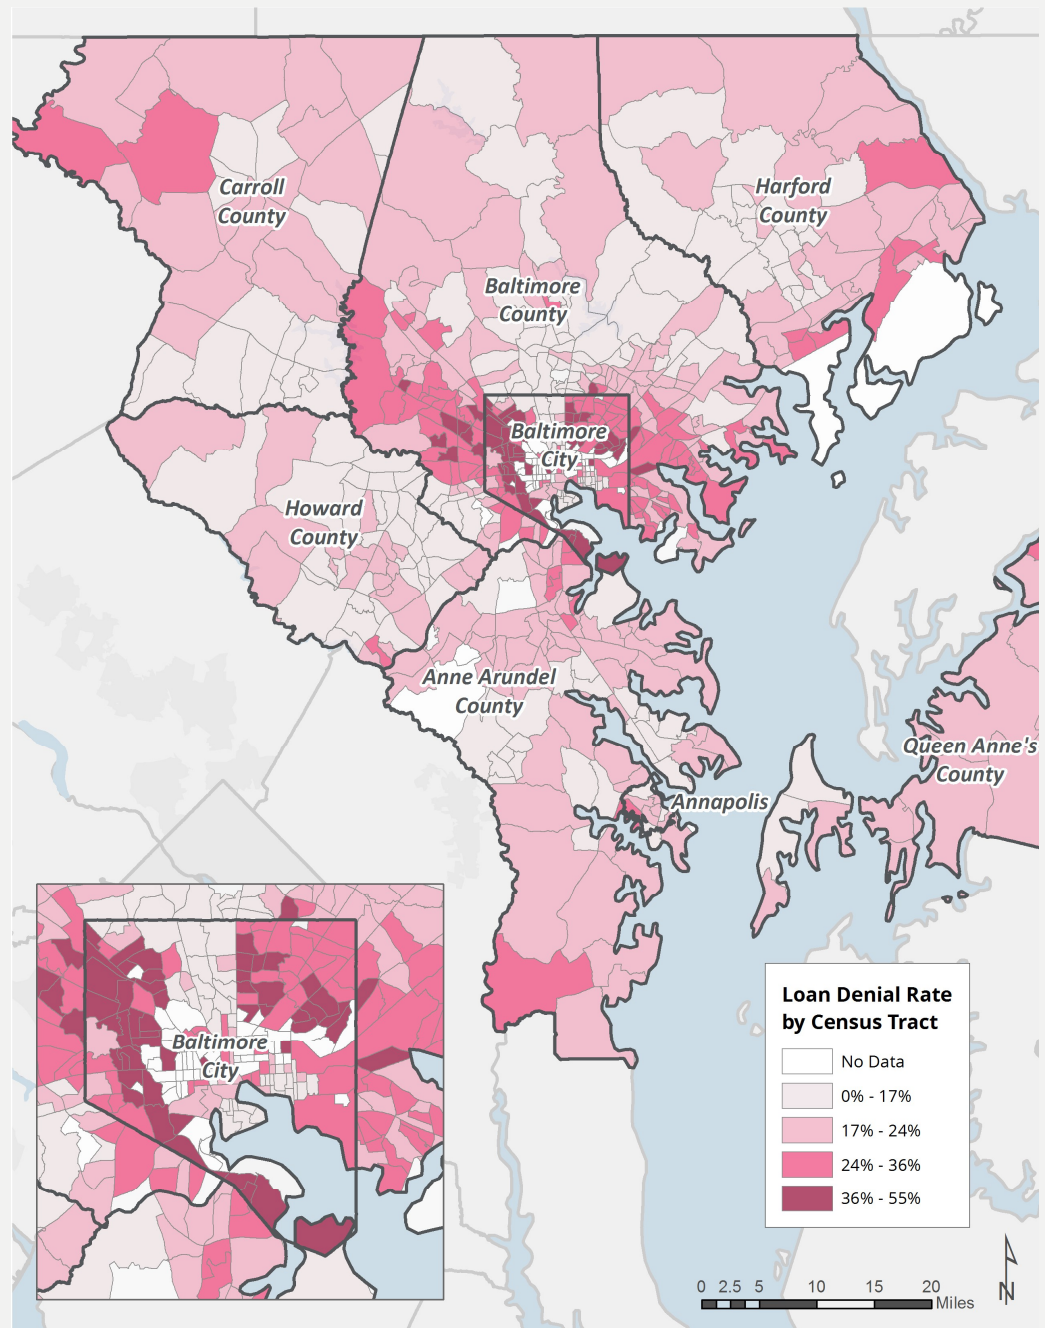 Carroll
County
Harford
County
Baltimore
County
Baltimore
City
Howard
County
Anne Arundel
County
Queen Anne's
County
Annapolis
Baltimore
City
Loan Denial Rate
by Census Tract
No Data
0% - 17%
17% - 24%
24% - 36%
36% - 55%
0 2.5 5 10 15 20
Miles
N